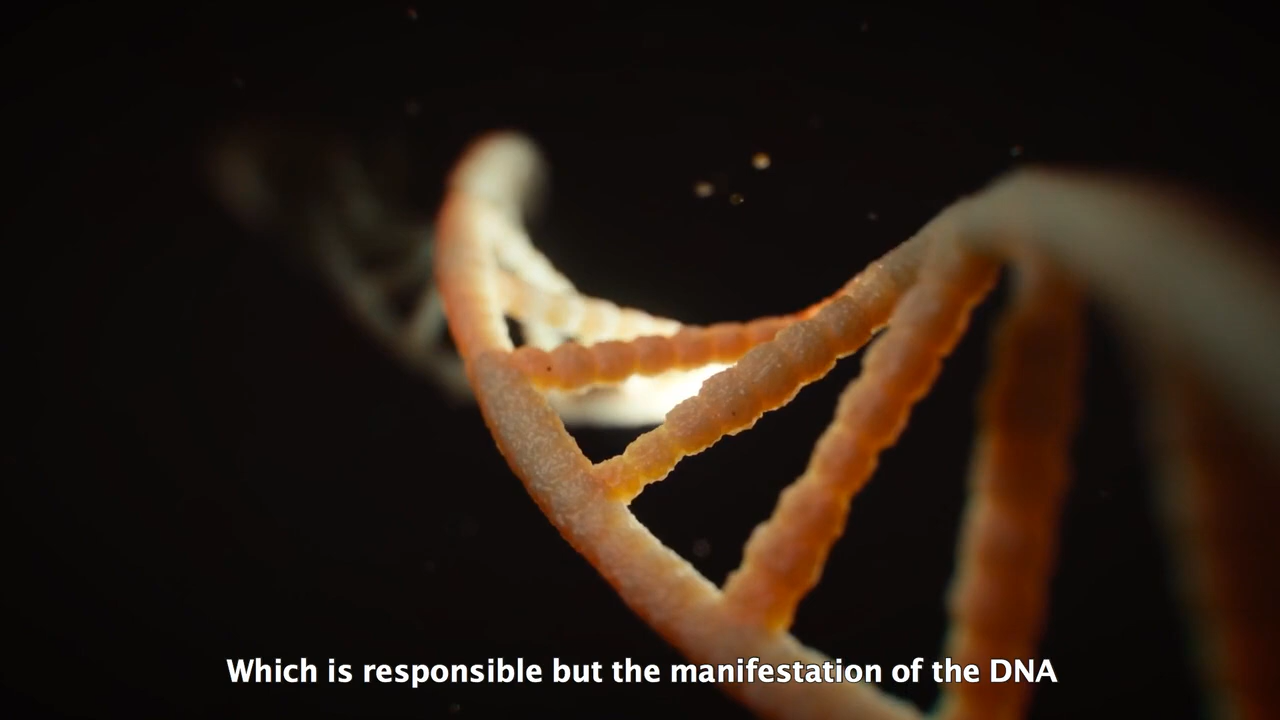 Which is responsible but the manifestation of the DNA